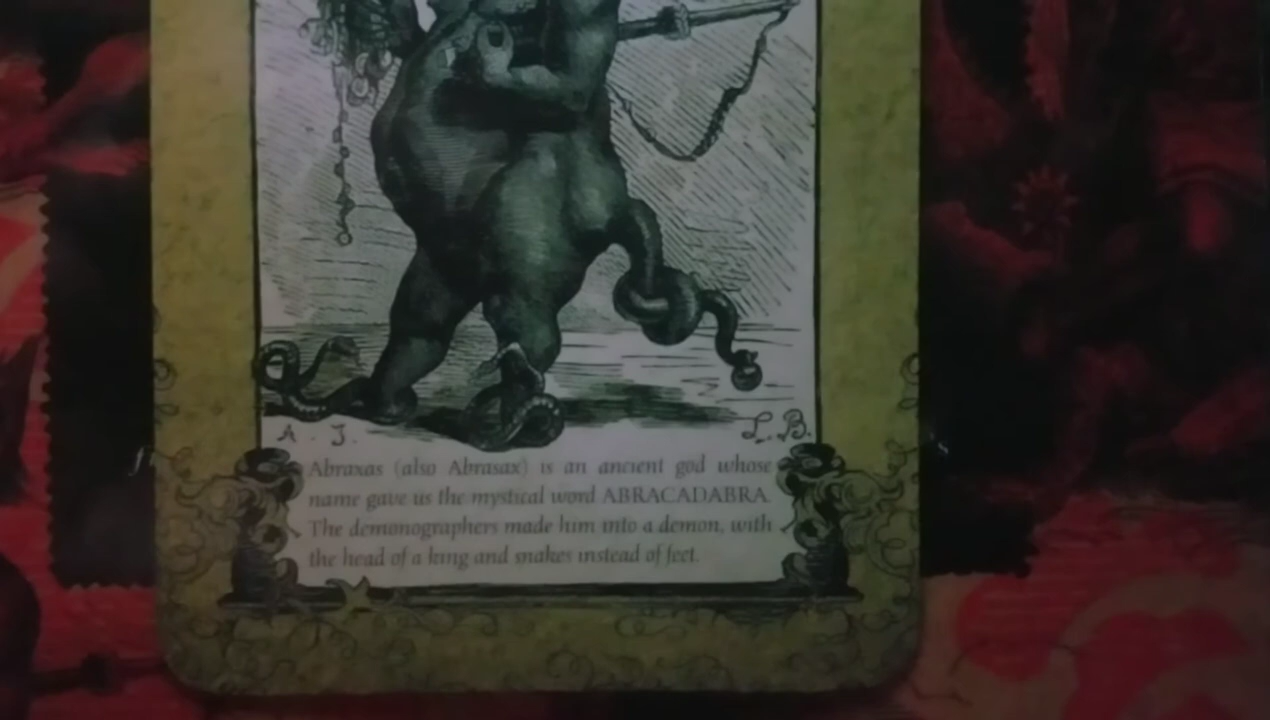 A . J.
L. B.
Abraxas (also Abrasax) is an ancient god whose
name gave us the mystical word ABRACADABRA.
The demonographers made him into a demon, with
the head of a king and snakes instead of feet.